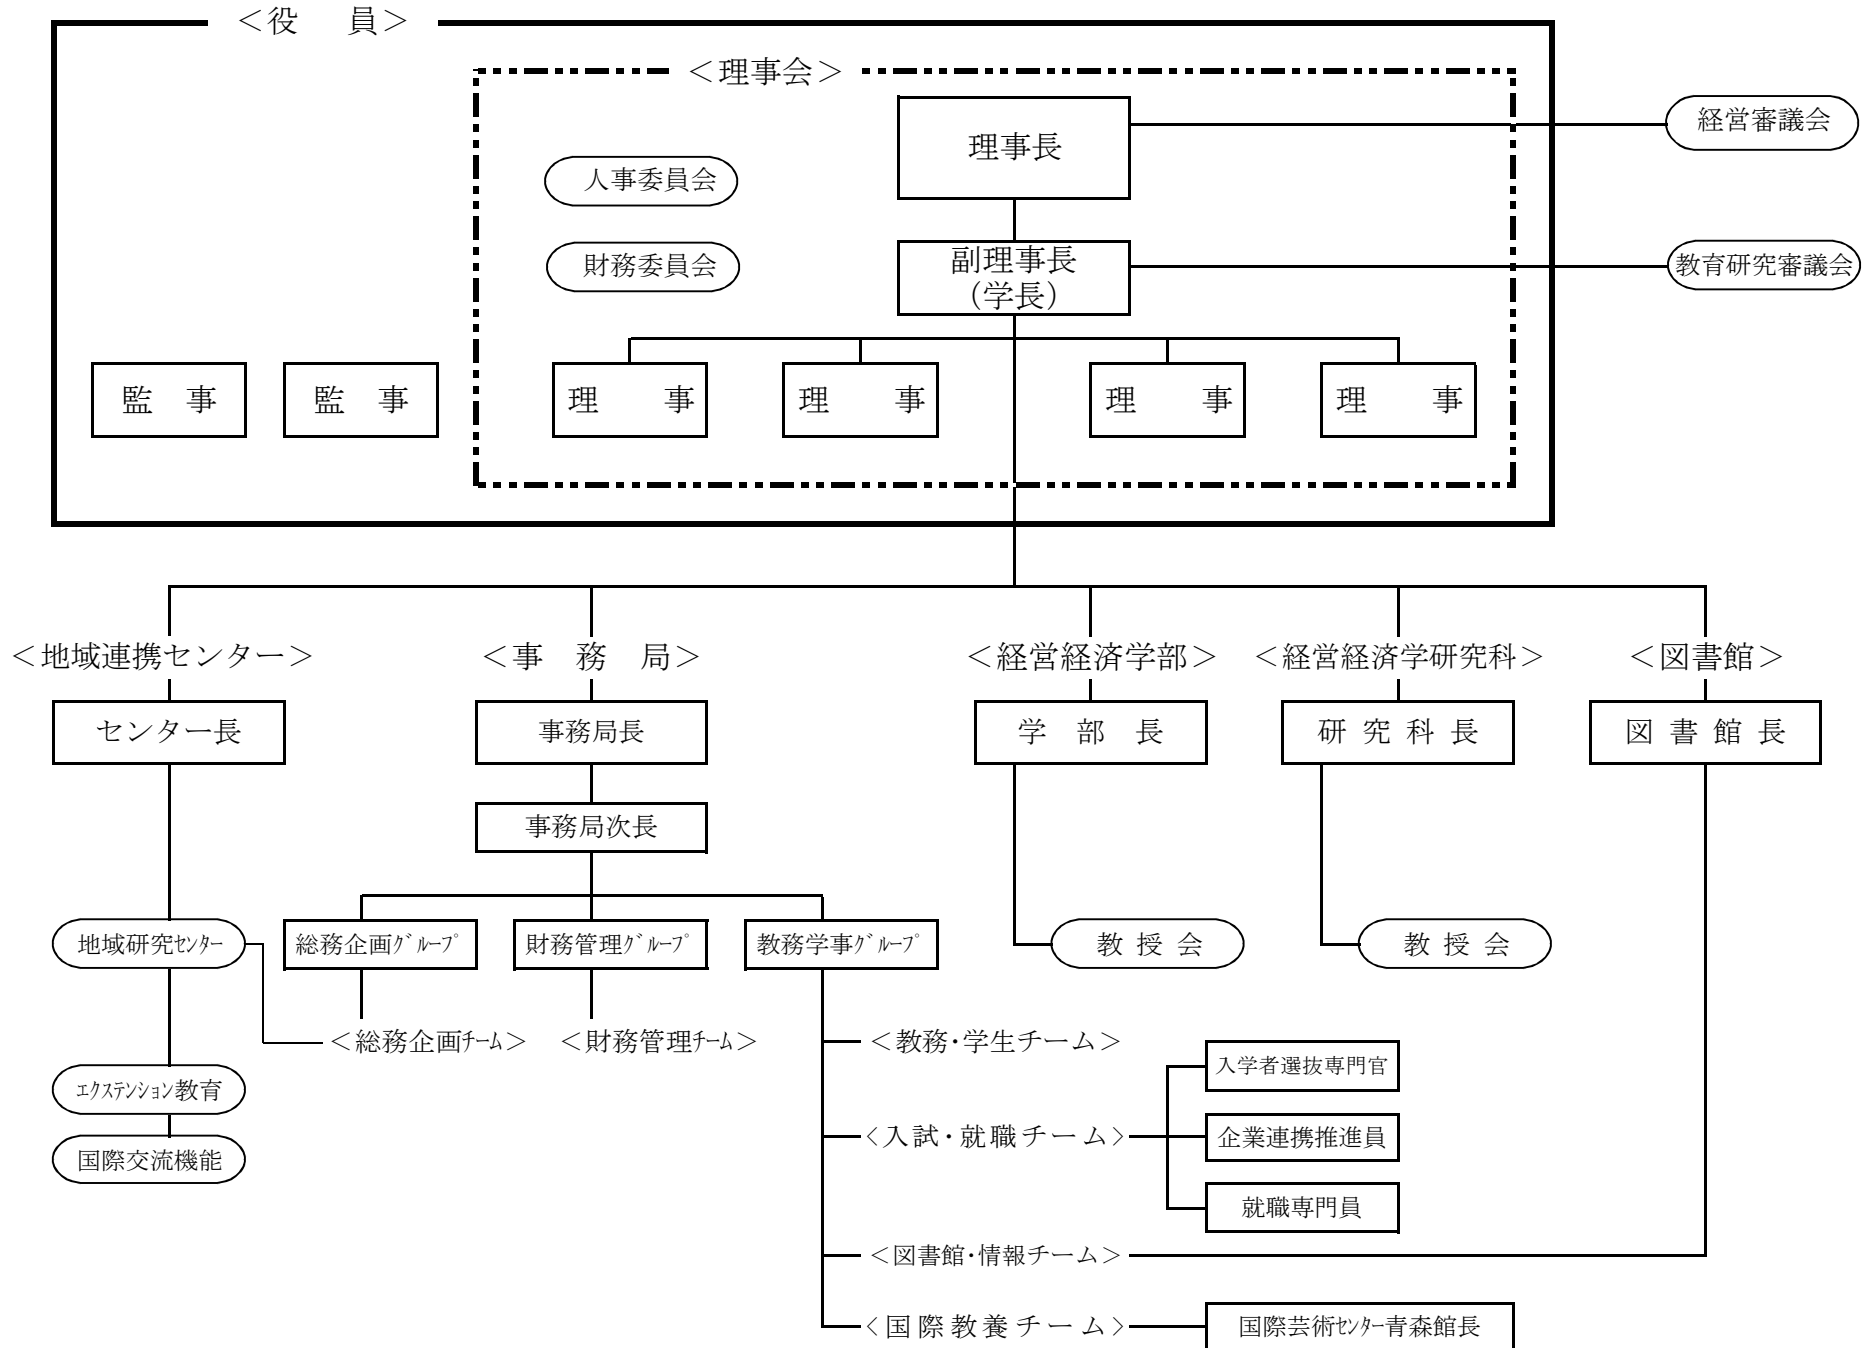 ＜役　員＞
＜理事会＞
理事長
経営審議会
人事委員会
副理事長
（学長）
財務委員会
教育研究審議会
監　事
監　事
理　事
理　事
理　事
理　事
＜地域連携センター＞
＜事　務　局＞
＜経営経済学部＞
＜経営経済学研究科＞
＜図書館＞
センター長
事務局長
学　部　長
研 究 科 長
図 書 館 長
事務局次長
地域研究ｾﾝﾀｰ
総務企画ｸﾞﾙｰﾌﾟ
財務管理ｸﾞﾙｰﾌﾟ
教務学事ｸﾞﾙｰﾌﾟ
教 授 会
教 授 会
＜総務企画ﾁｰﾑ＞
＜財務管理ﾁｰﾑ＞
＜教務・学生チーム＞
入学者選抜専門官
ｴｸｽﾃﾝｼｮﾝ教育
＜入試・就職チーム＞
企業連携推進員
国際交流機能
就職専門員
＜図書館・情報チーム＞
＜国際教養チーム＞
国際芸術ｾﾝﾀｰ青森館長